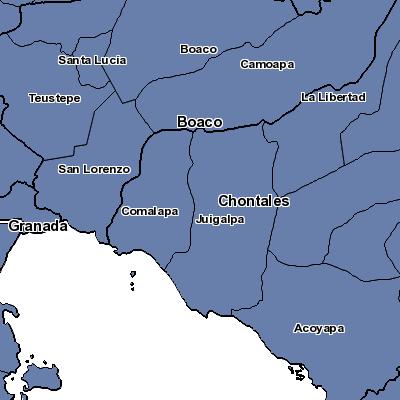 Boaco
Santa Lucia
Camoapa
Teustepe
La Libertad
Boaco
San Lorenzo
Chontales
Comalapa
Juigalpa
Granada
Acoyapa